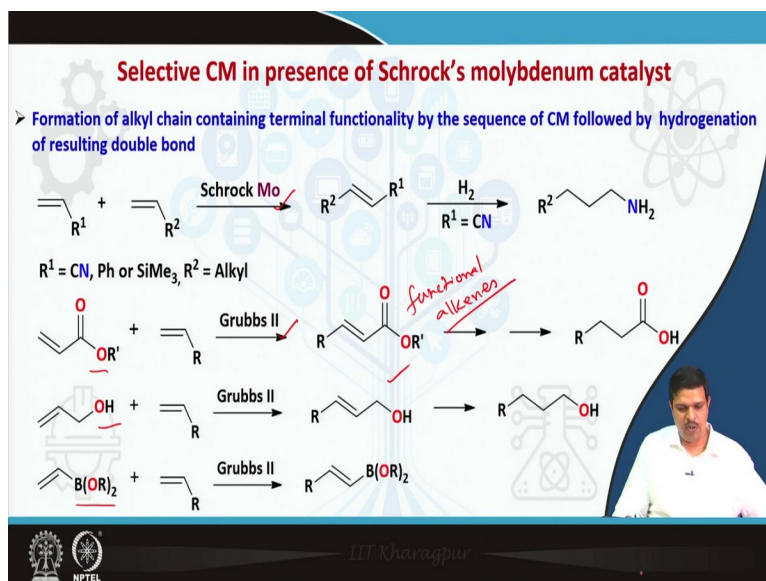 Selective CM in presence of Schrock's molybdenum catalyst
➤ Formation of alkyl chain containing terminal functionality by the sequence of CM followed by hydrogenation
of resulting double bond
R¹ + R² Schrock Mo R² R¹ H₂ R¹ = CN R² NH₂
R¹ = CN, Ph or SiMe₃, R² = Alkyl
functional
alkenes
O OR' + R Grubbs II R O OR' R O OH
OH + R Grubbs II R OH R OH
B(OR)₂ + R Grubbs II R B(OR)₂
IIT Kharagpur
NPTEL